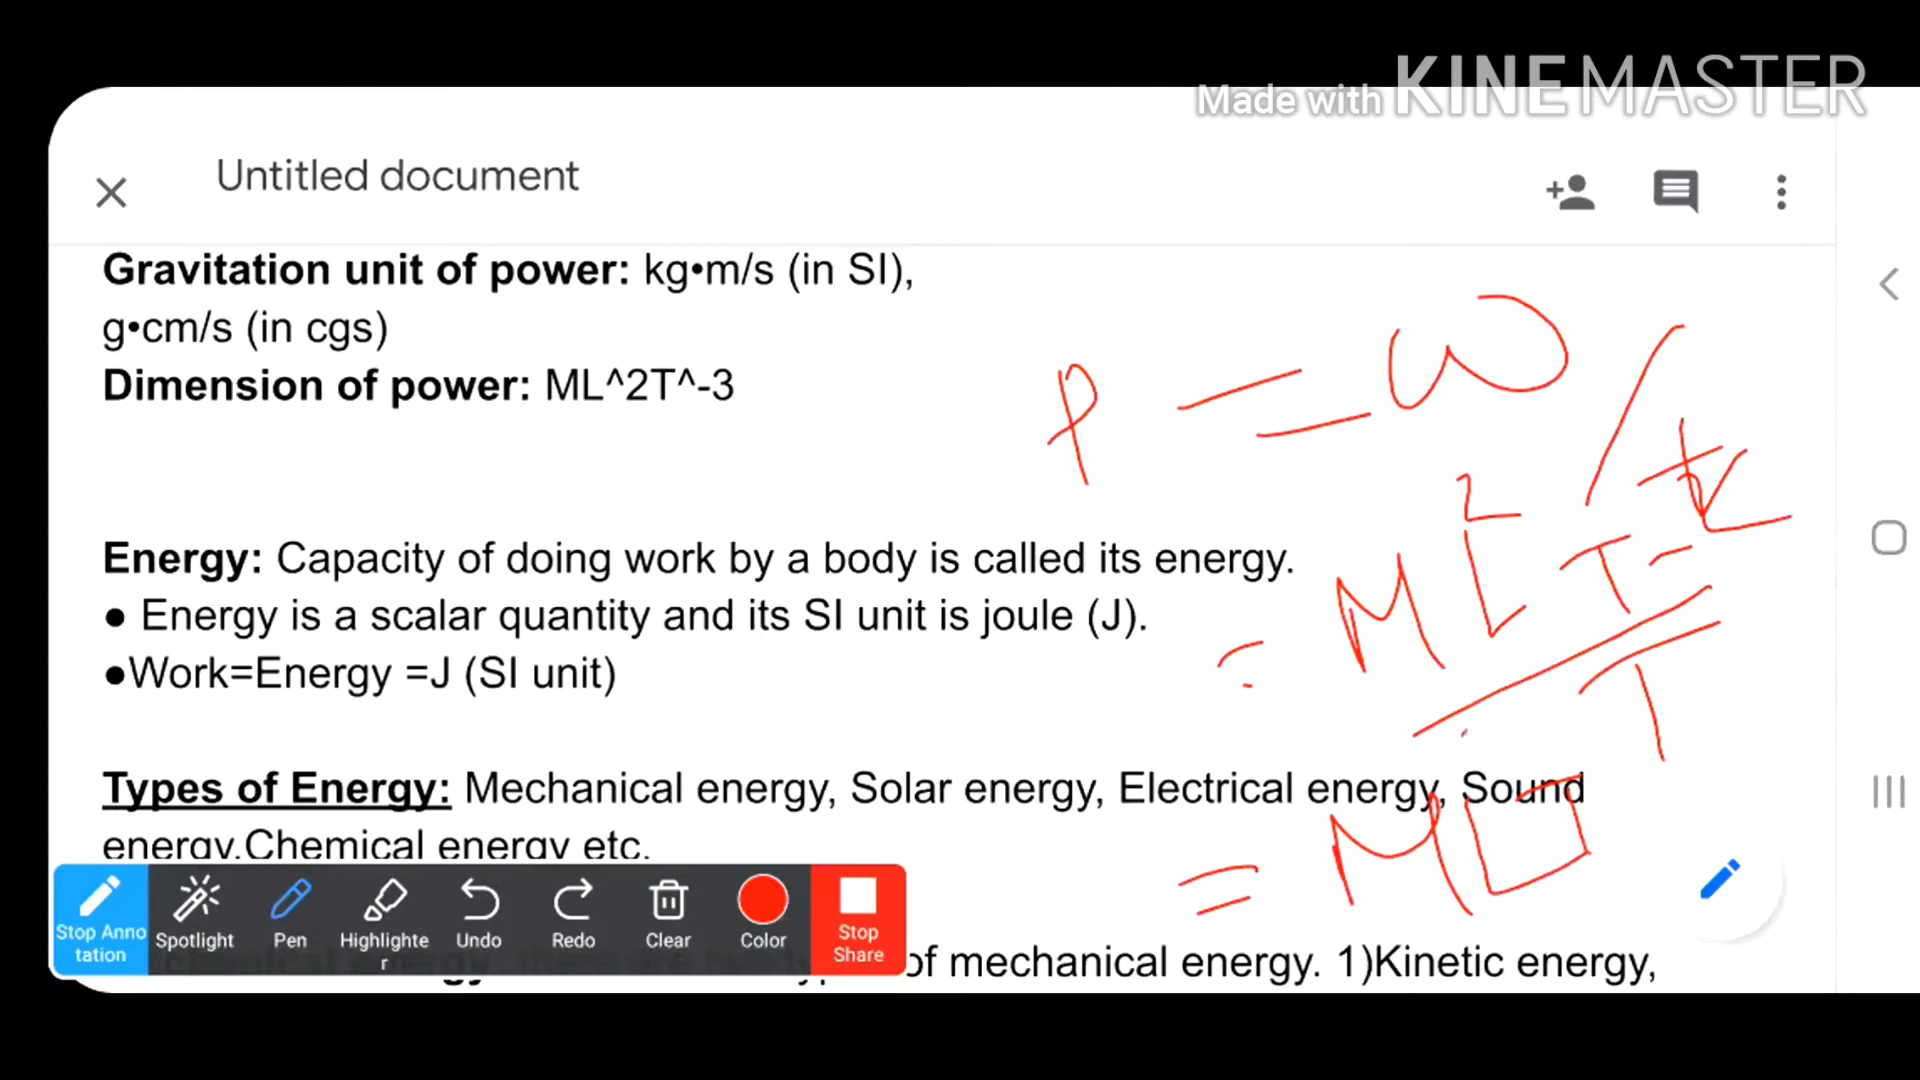 Made with KINEMASTER
Untitled document
Gravitation unit of power: kg•m/s (in SI),
g•cm/s (in cgs)
Dimension of power: ML^2T^-3
P = W / t
Energy: Capacity of doing work by a body is called its energy.
● Energy is a scalar quantity and its SI unit is joule (J).
●Work=Energy =J (SI unit)
= M L 2 T -
T
Types of Energy: Mechanical energy, Solar energy, Electrical energy, Sound
energy,Chemical energy etc.
= M
Stop Anno
tation
Spotlight
Pen
Highlighte
r
Undo
Redo
Clear
Color
Stop
Share
of mechanical energy. 1)Kinetic energy,